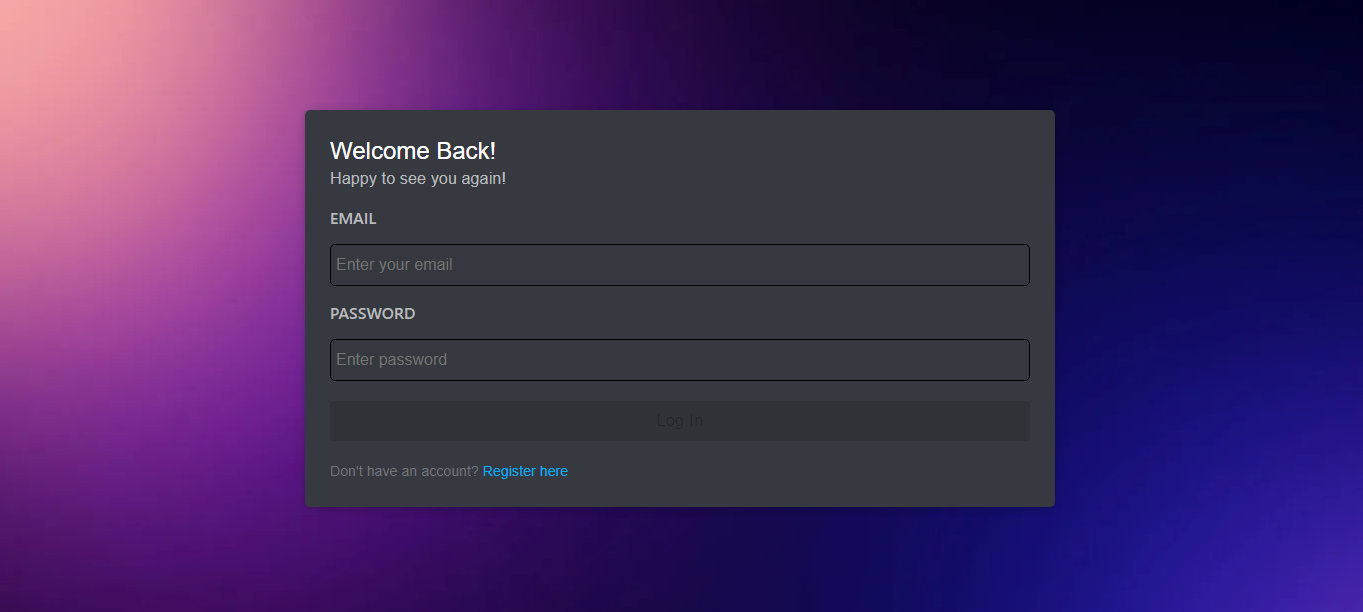 Welcome Back!
Happy to see you again!
EMAIL
Enter your email
PASSWORD
Enter password
Log In
Don't have an account? Register here